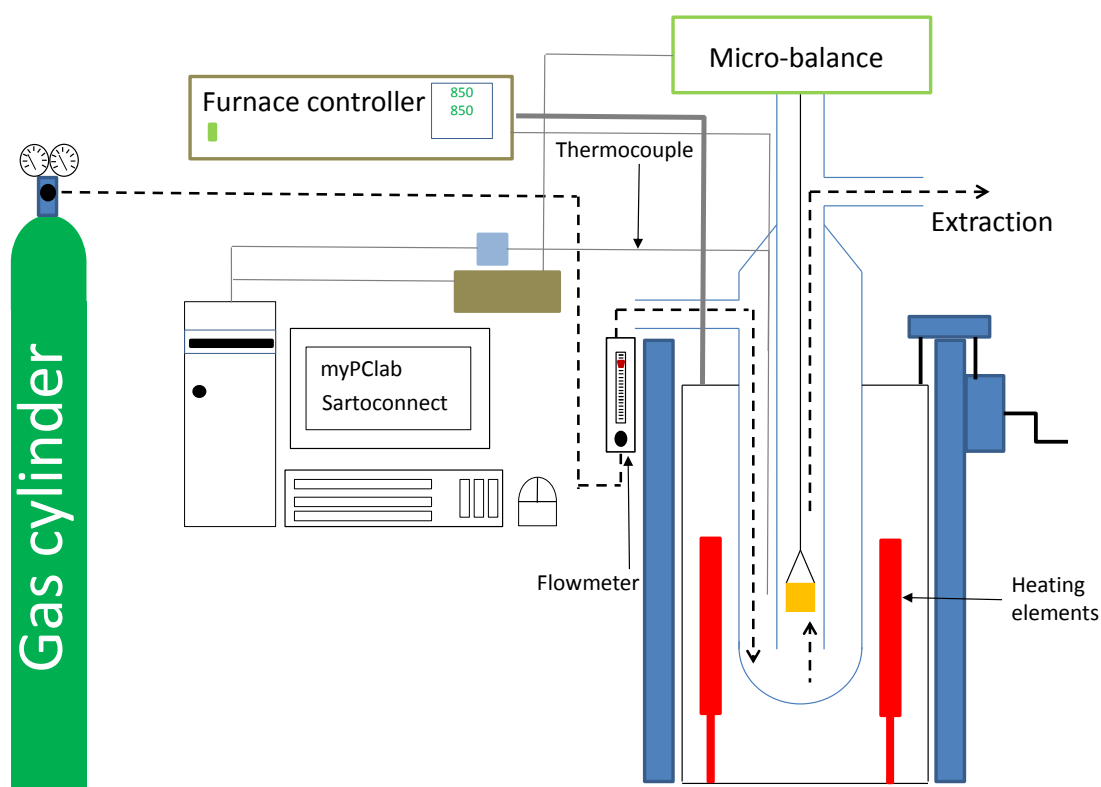 Micro-balance
Furnace controller
850
850
Thermocouple
Extraction
myPClab
Sartoconnect
Gas cylinder
Flowmeter
Heating
elements